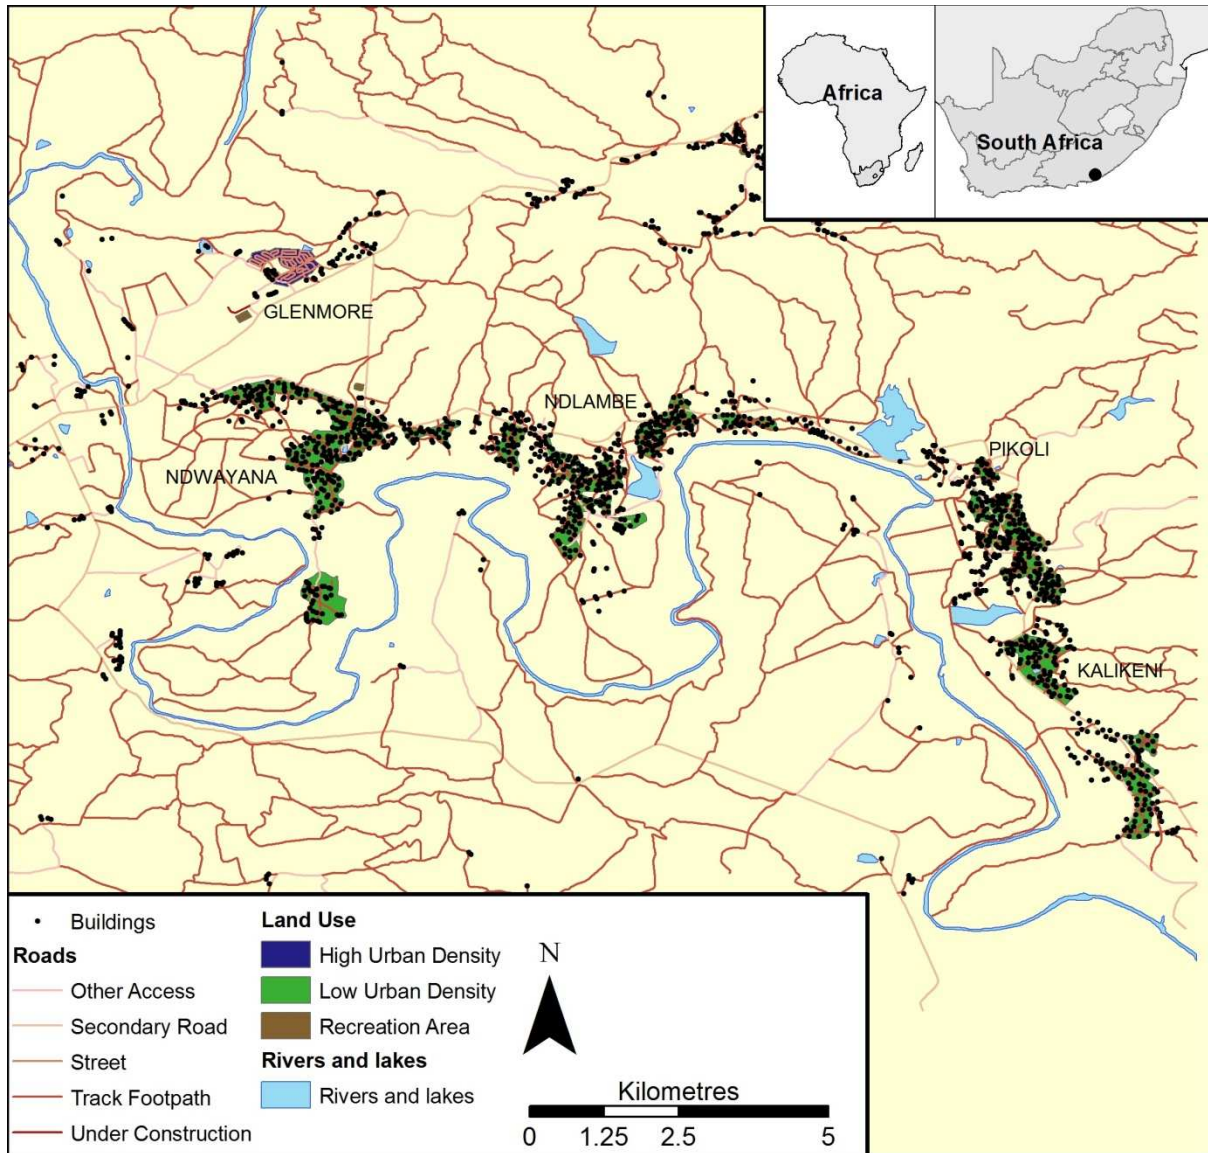 Africa
South Africa
GLENMORE
NDLAMBE
PIKOLI
NDWAYANA
KALIKENI
Buildings
Roads
Other Access
Secondary Road
Street
Track Footpath
Under Construction
Land Use
High Urban Density
Low Urban Density
Recreation Area
Rivers and lakes
Rivers and lakes
N
Kilometres
0 1.25 2.5 5